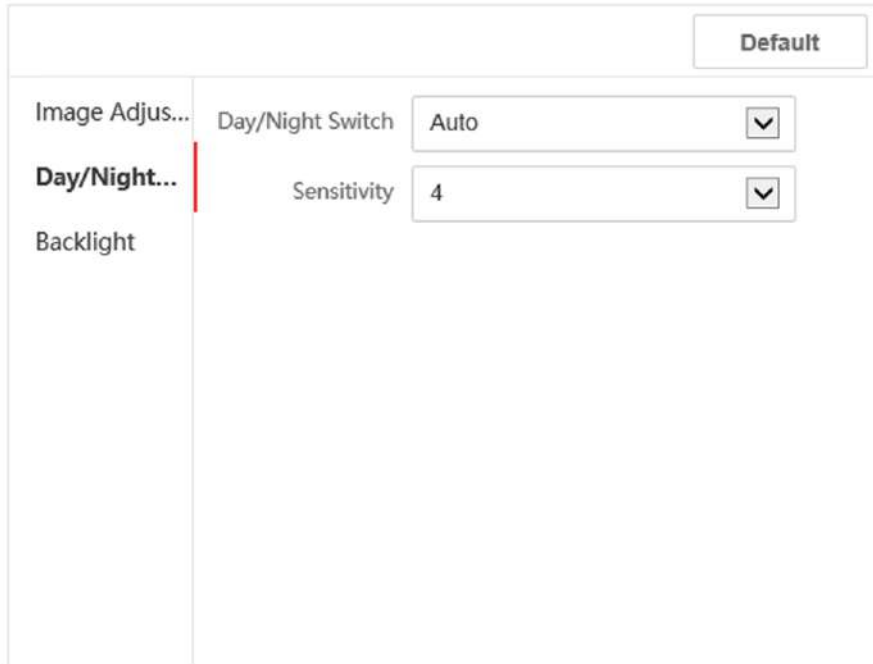 Default
Image Adjus...
Day/Night...
Backlight
Day/Night Switch Auto
Sensitivity 4